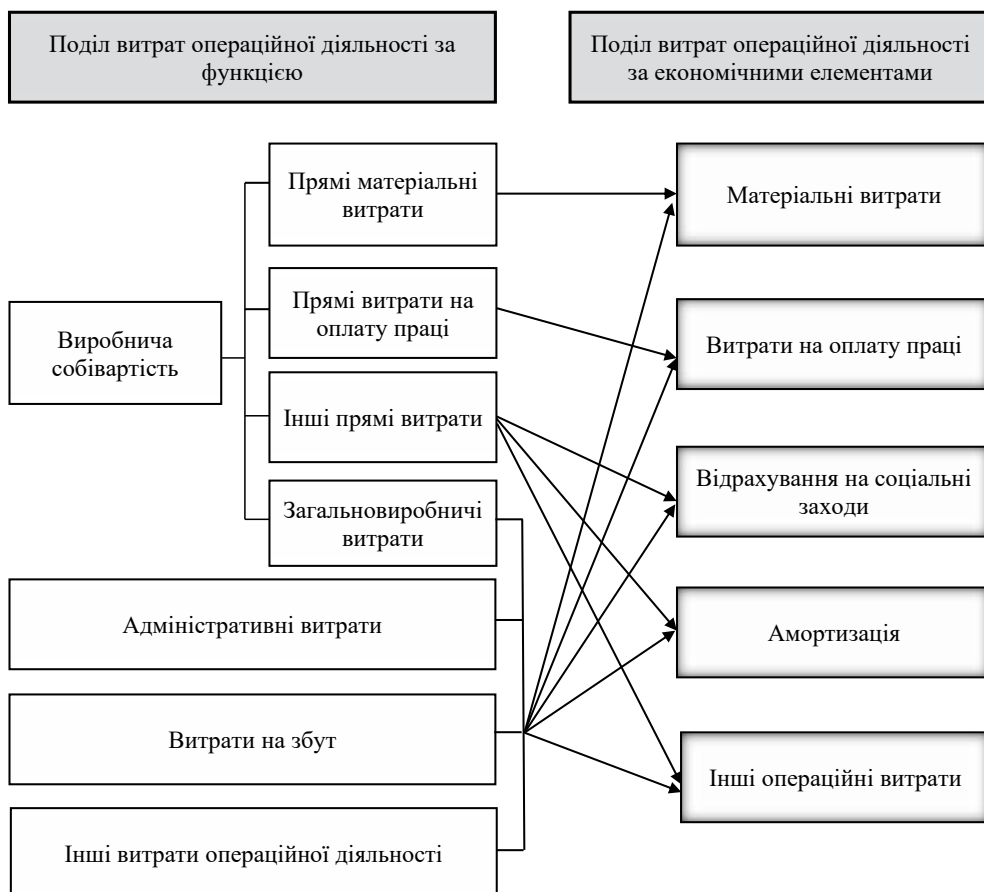 Поділ витрат операційної діяльності за
функцією
Поділ витрат операційної діяльності
за економічними елементами
Прямі матеріальні
витрати
Матеріальні витрати
Виробнича
собівартість
Прямі витрати на
оплату праці
Витрати на оплату праці
Інші прямі витрати
Відрахування на соціальні
заходи
Загальновиробничі
витрати
Адміністративні витрати
Амортизація
Витрати на збут
Інші операційні витрати
Інші витрати операційної діяльності